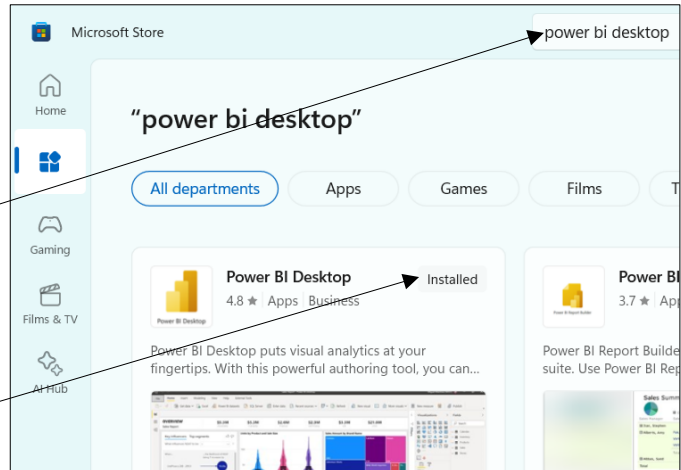 Microsoft Store
power bi desktop
Home
“power bi desktop”
All departments
Apps
Games
Films
T
Gaming
Films & TV
AI Hub
Power BI Desktop
Power BI Desktop
4.8 ★ Apps Business
Installed
Power BI Desktop puts visual analytics at your
fingertips. With this powerful authoring tool, you can...
Power BI Report Builder
Power BI
3.7 ★ App
Power BI Report Builde
suite. Use Power BI Rep
OVERVIEW
Sales Summ